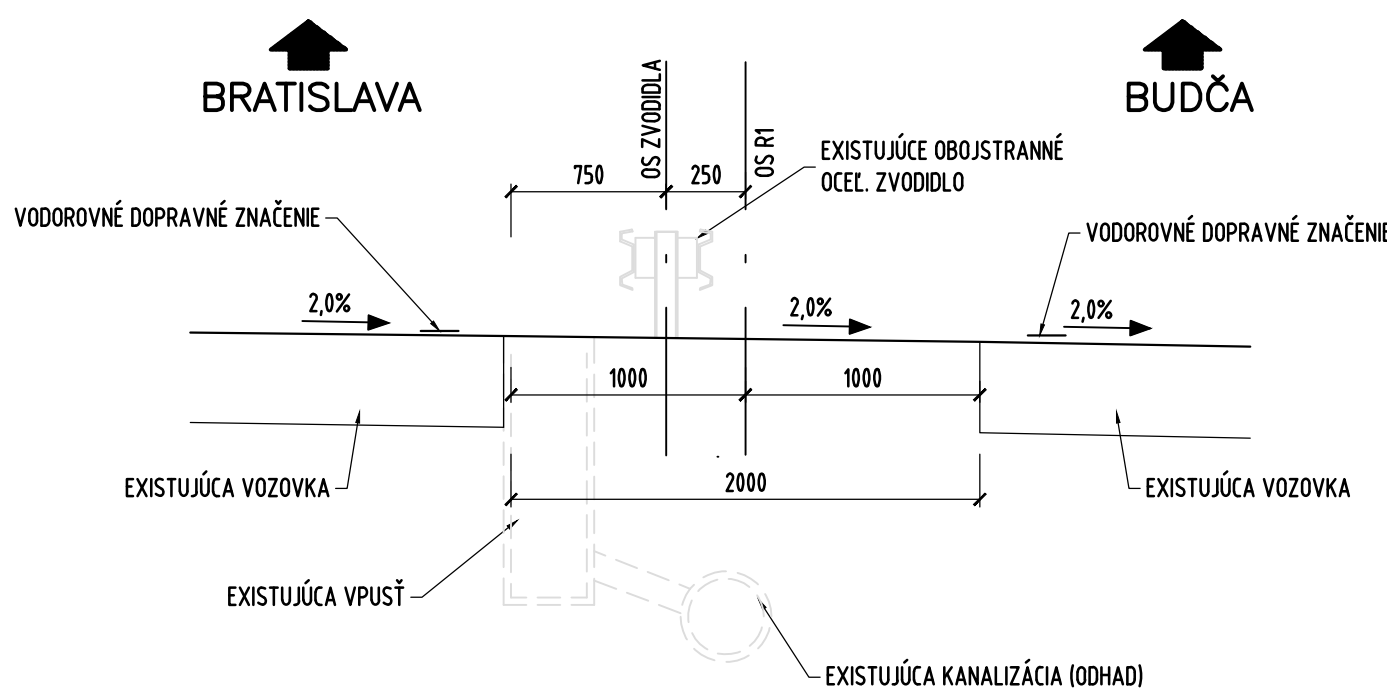 BRATISLAVA
BUDČA
OS ZVODIDLA
OS R1
EXISTUJÚCE OBOJSTRANNÉ
OCEĽ. ZVODIDLO
750
250
VODOROVNÉ DOPRAVNÉ ZNAČENIE
VODOROVNÉ DOPRAVNÉ ZNAČENIE
2,0%
2,0%
2,0%
1000
1000
2000
EXISTUJÚCA VOZOVKA
EXISTUJÚCA VOZOVKA
EXISTUJÚCA VPUSŤ
EXISTUJÚCA KANALIZÁCIA (ODHAD)